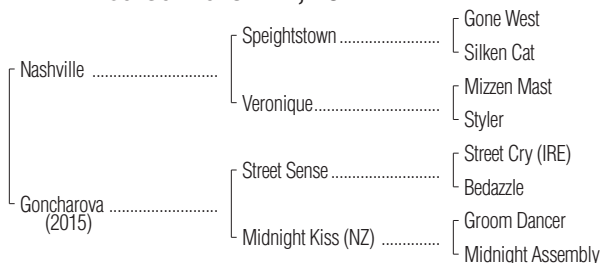 Gone West
Speightstown
Silken Cat
Nashville
Mizzen Mast
Veronique
Styler
Street Cry (IRE)
Street Sense
Bedazzle
Goncharova
(2015)
Groom Dancer
Midnight Kiss (NZ)
Midnight Assembly